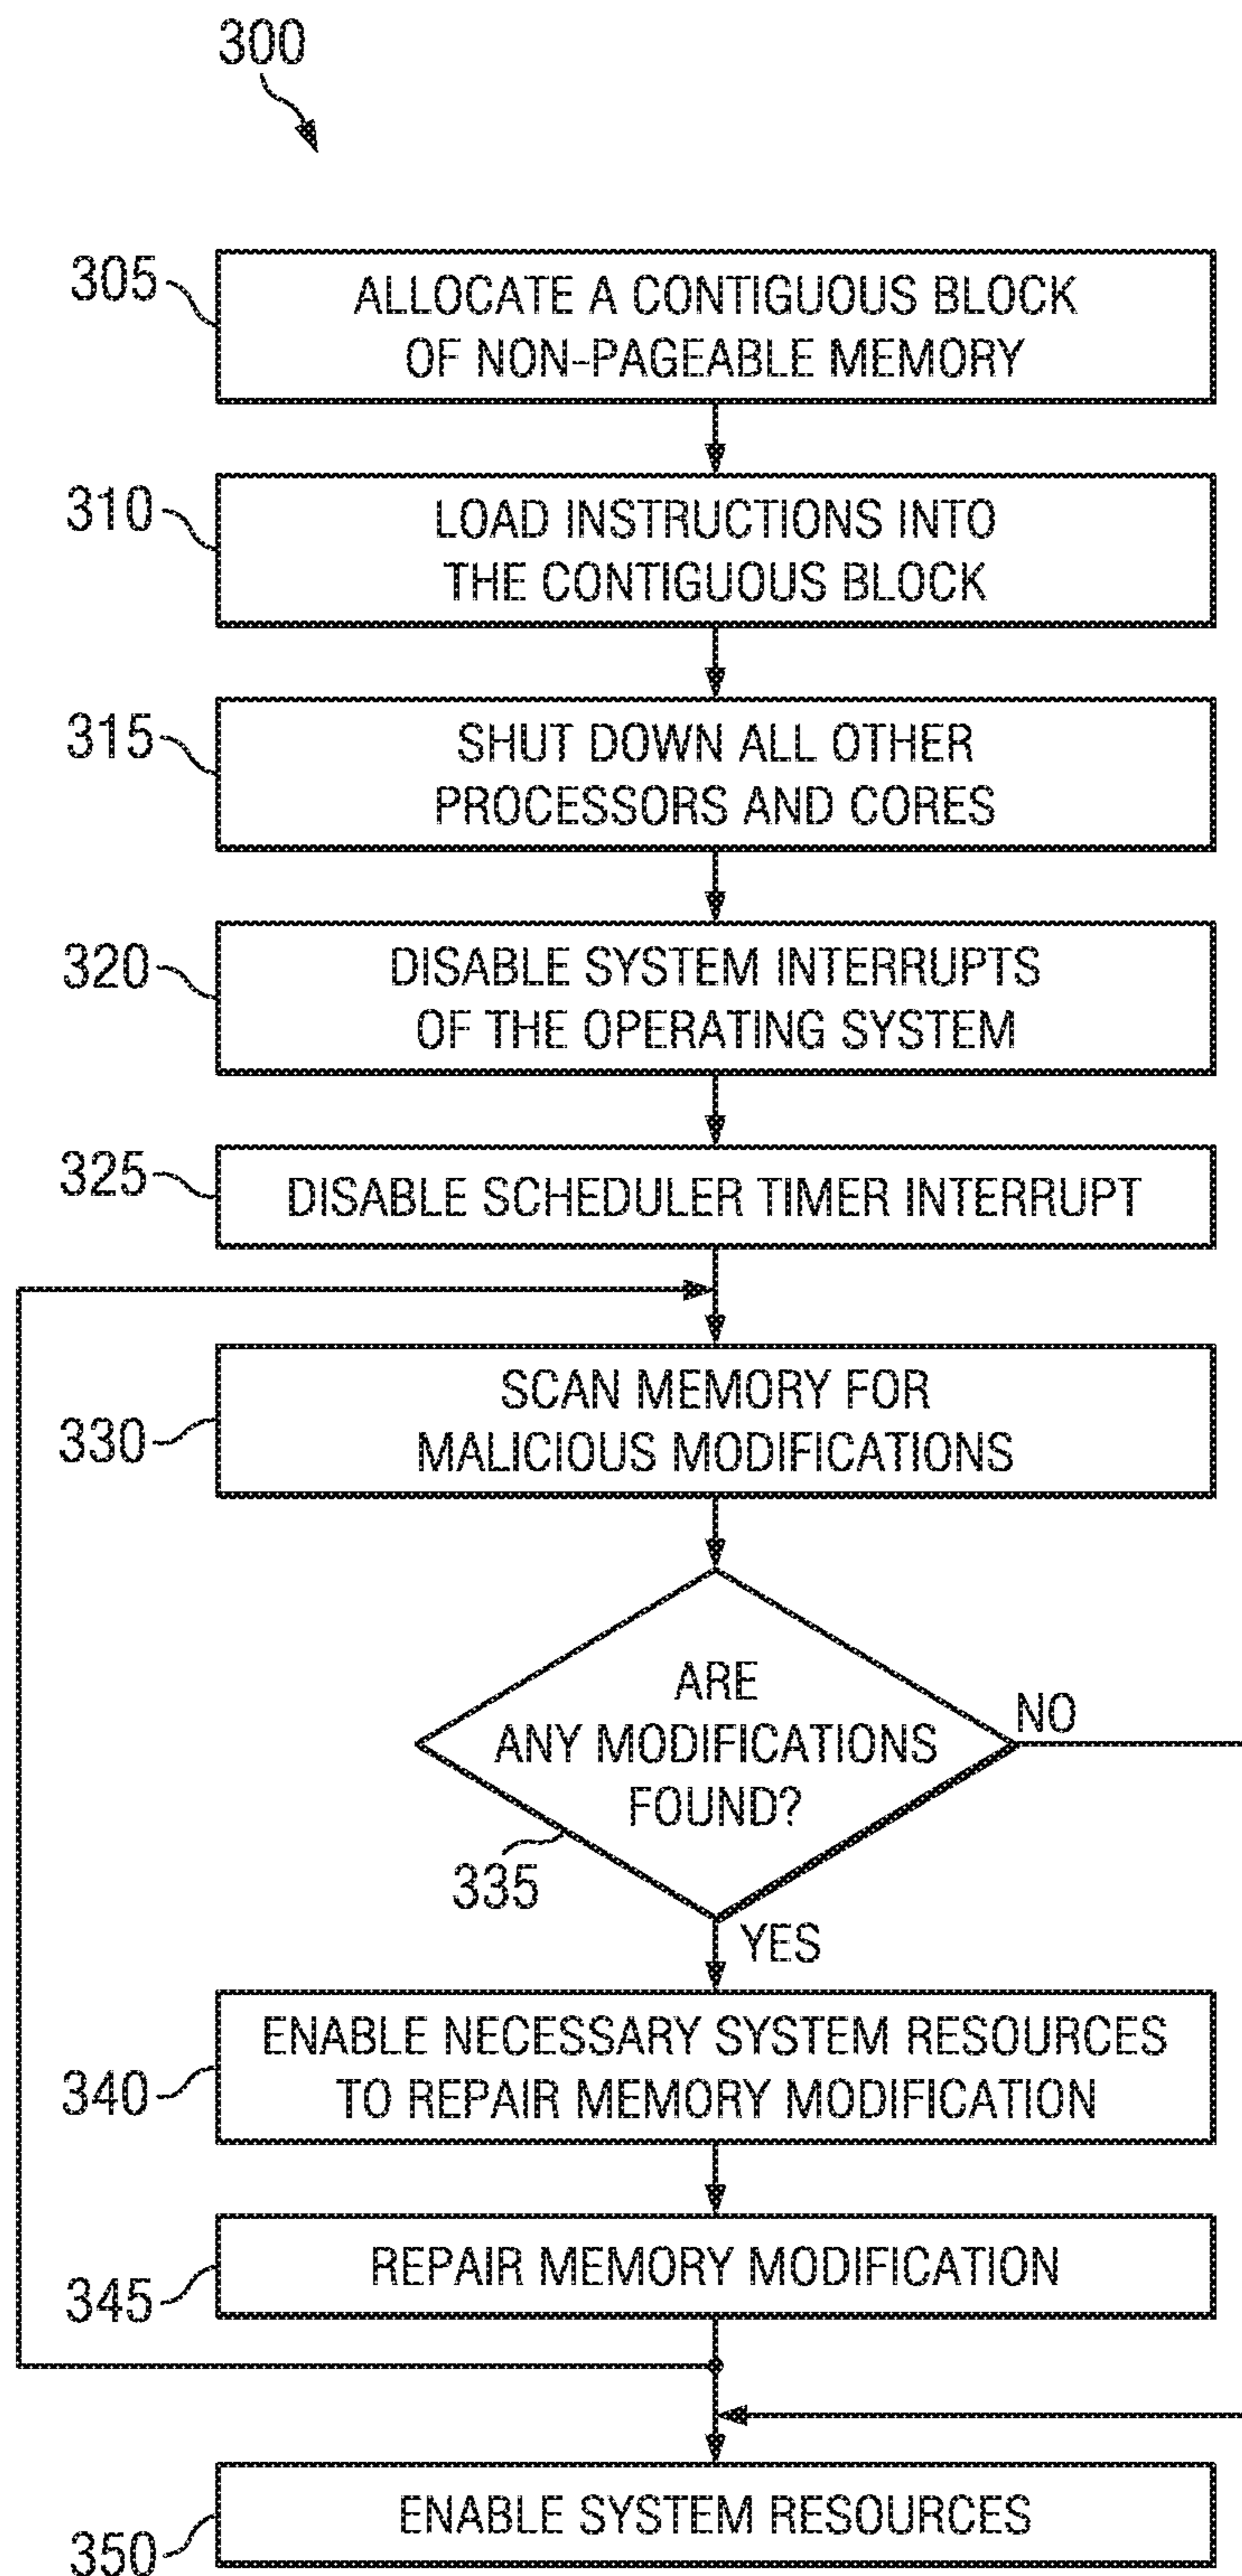 300
305
ALLOCATE A CONTIGUOUS BLOCK
OF NON-PAGEABLE MEMORY
310
LOAD INSTRUCTIONS INTO
THE CONTIGUOUS BLOCK
315
SHUT DOWN ALL OTHER
PROCESSORS AND CORES
320
DISABLE SYSTEM INTERRUPTS
OF THE OPERATING SYSTEM
325
DISABLE SCHEDULER TIMER INTERRUPT
330
SCAN MEMORY FOR
MALICIOUS MODIFICATIONS
ARE
ANY MODIFICATIONS
FOUND?
NO
335
YES
340
ENABLE NECESSARY SYSTEM RESOURCES
TO REPAIR MEMORY MODIFICATION
345
REPAIR MEMORY MODIFICATION
350
ENABLE SYSTEM RESOURCES